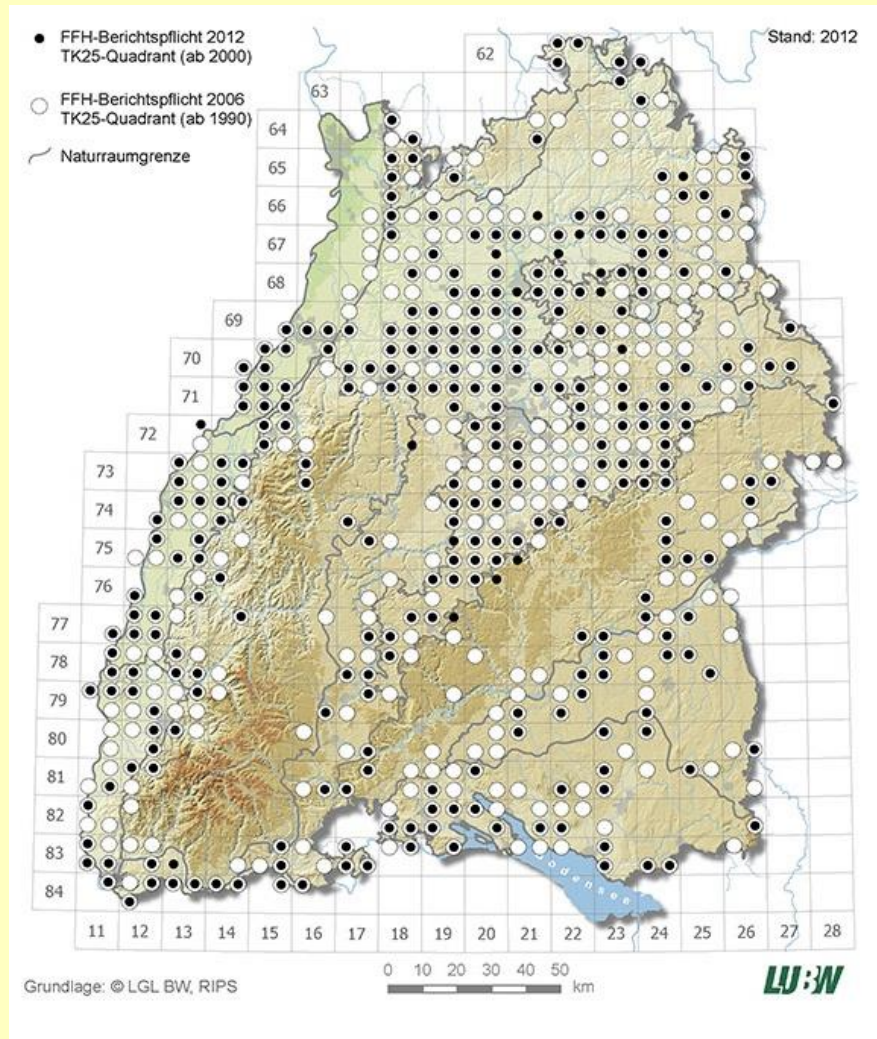 FFH-Berichtspflicht 2012
TK25-Quadrant (ab 2000)
Stand: 2012
FFH-Berichtspflicht 2006
TK25-Quadrant (ab 1990)
Naturraumgrenze
62
63
64
65
66
67
68
69
70
71
72
73
74
75
76
77
78
79
80
81
82
83
84
Bodensee
11 12 13 14 15 16 17 18 19 20 21 22 23 24 25 26 27 28
0 10 20 30 40 50
km
Grundlage: © LGL BW, RIPS
LUBW